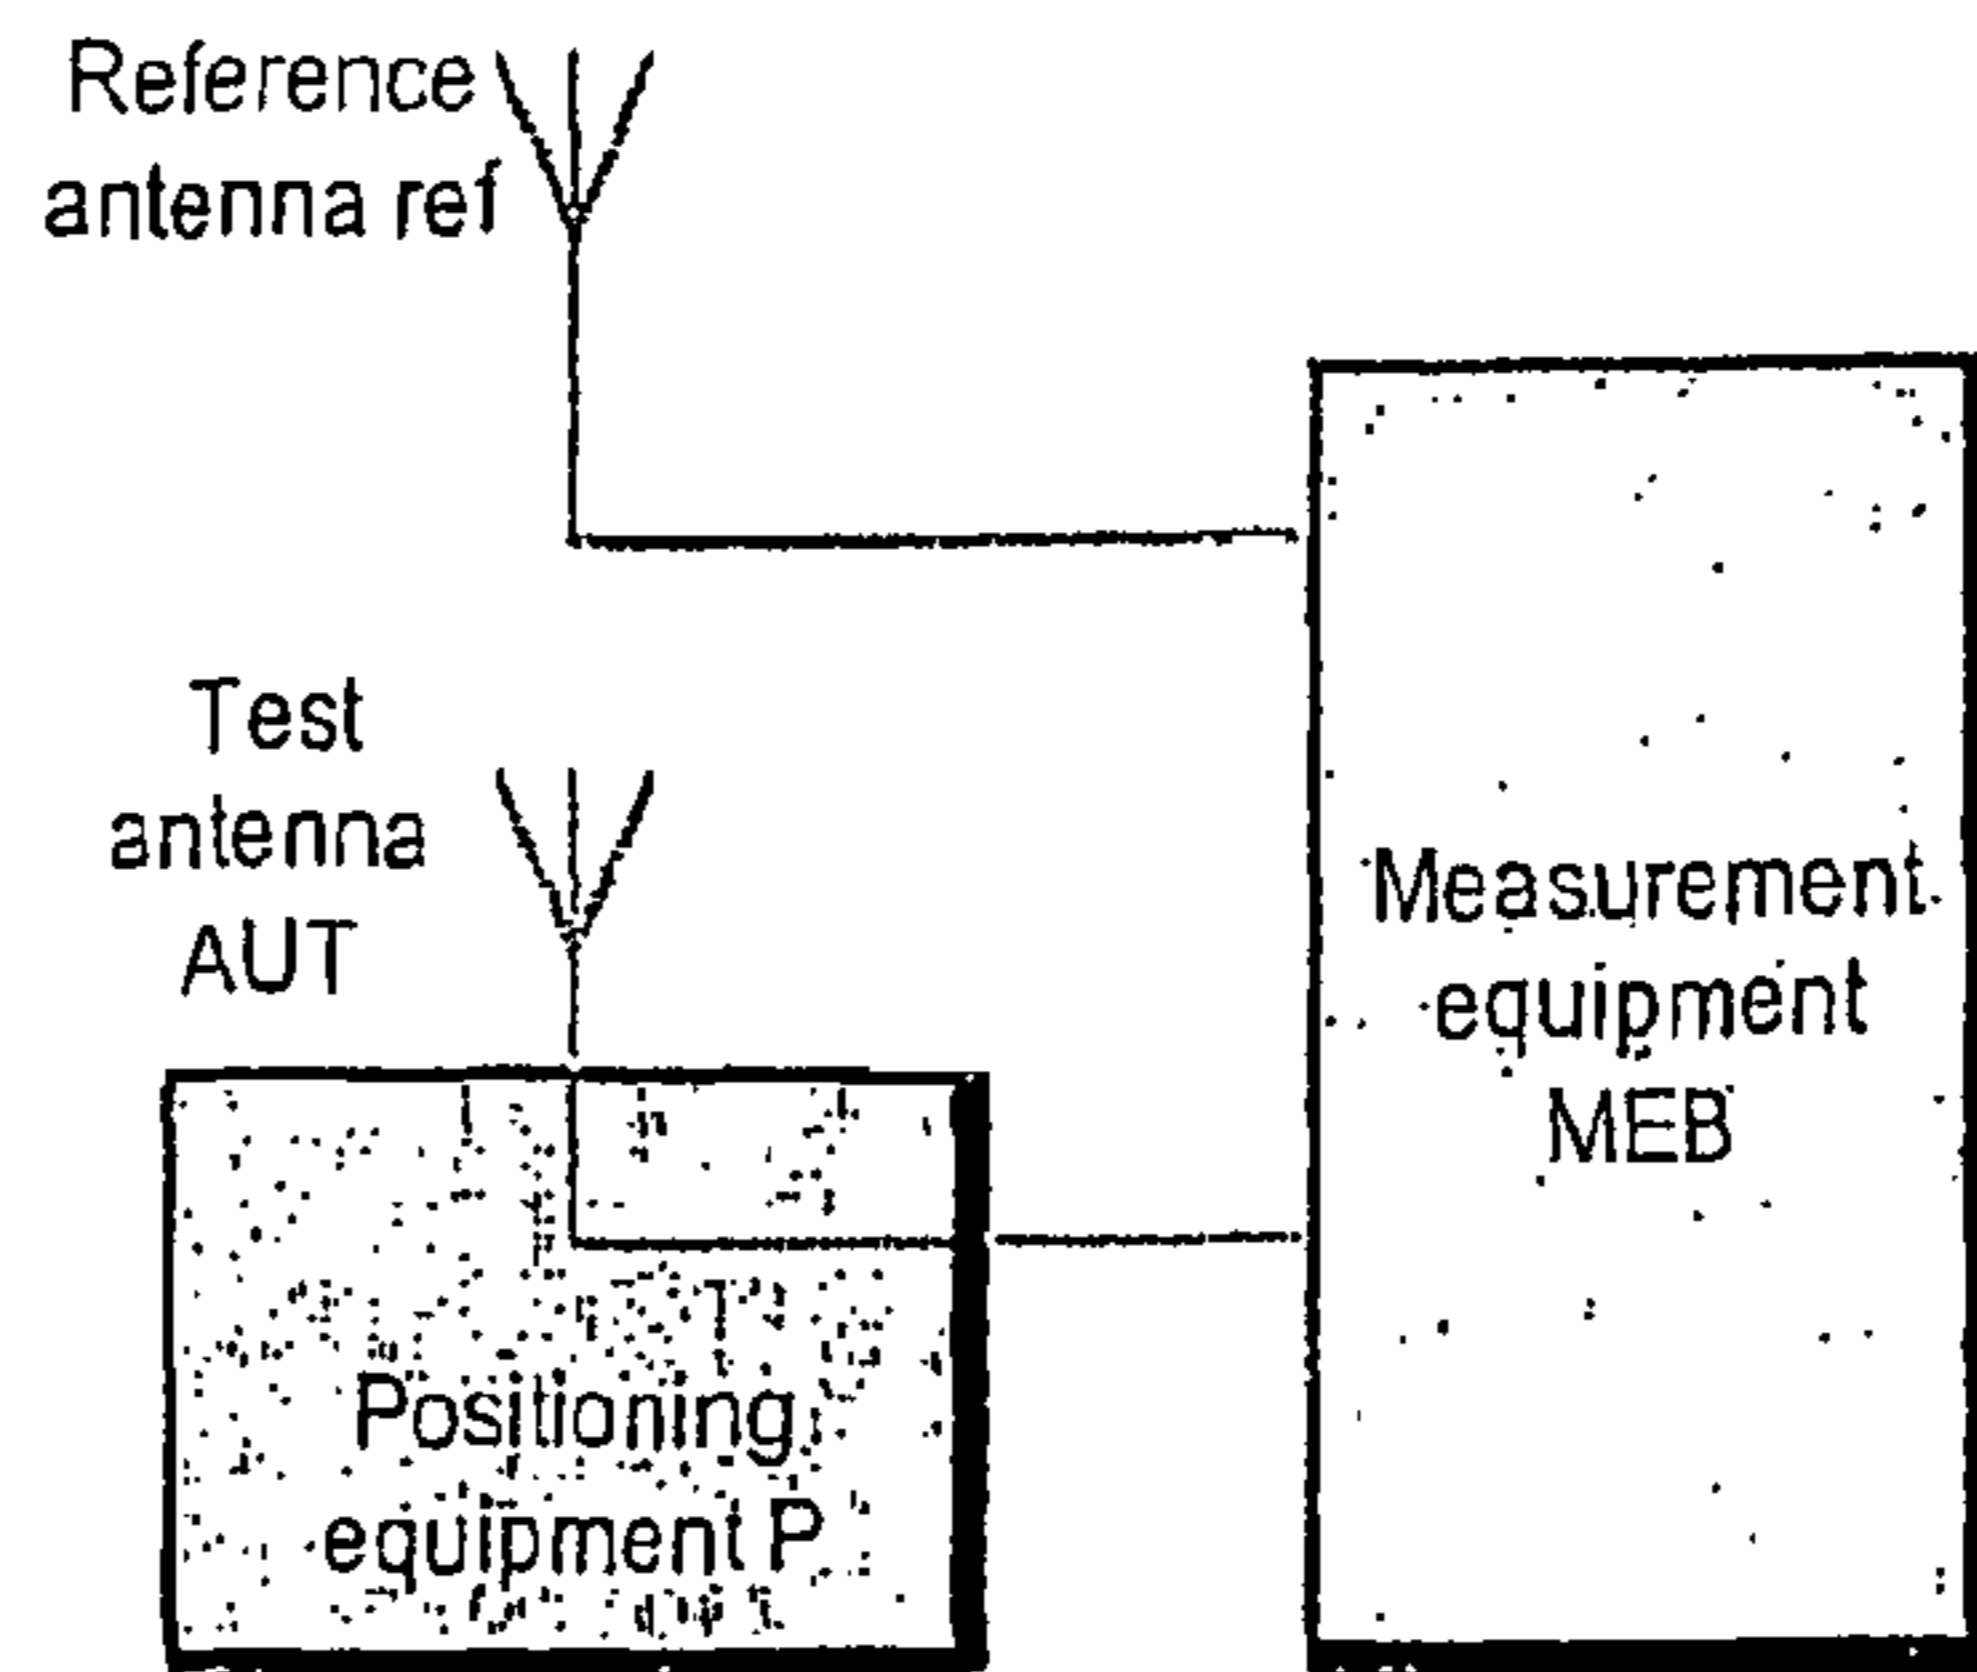 Reference
antenna ref
Test
antenna
AUT
Measurement
equipment
MEB
Positioning
equipment P